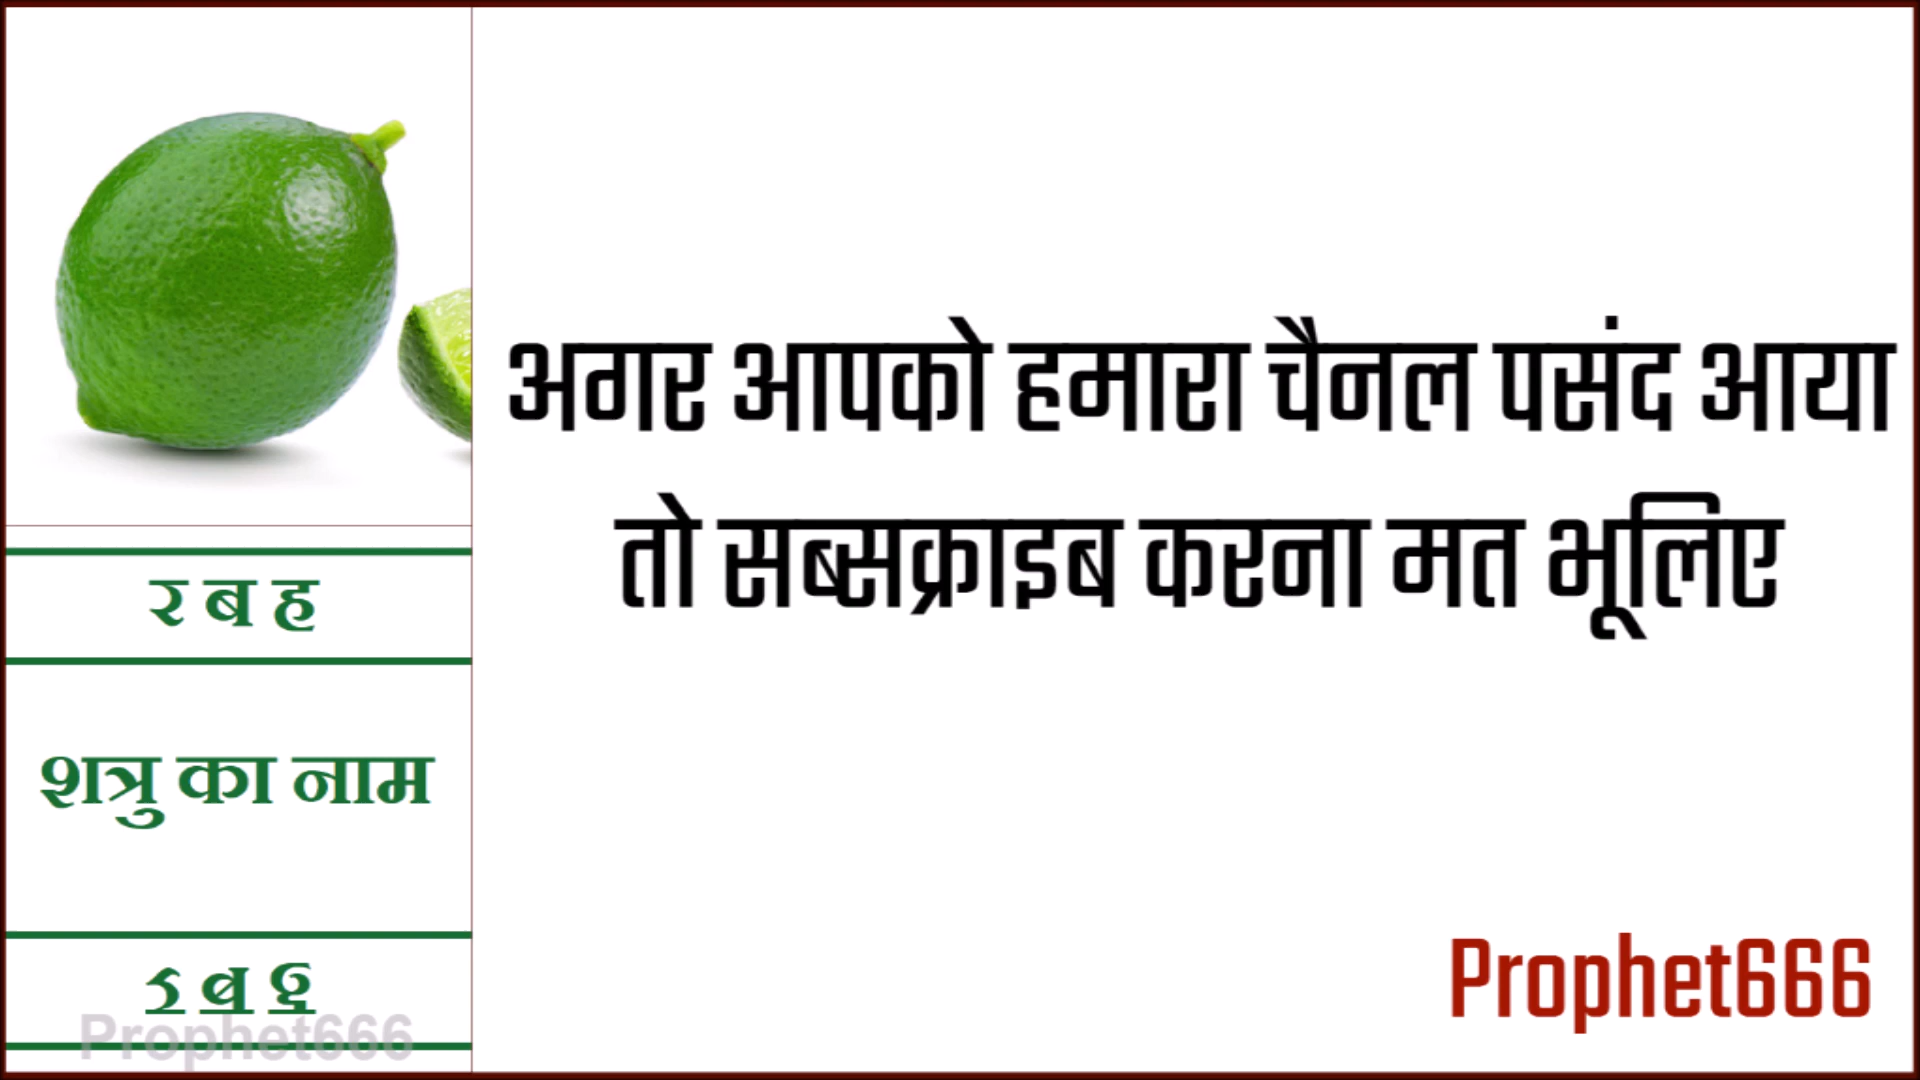 र ब ह
शत्रु का नाम
र ब ह
Prophet666
अगर आपको हमारा चैनल पसंद आया
तो सब्सक्राइब करना मत भूलिए
Prophet666